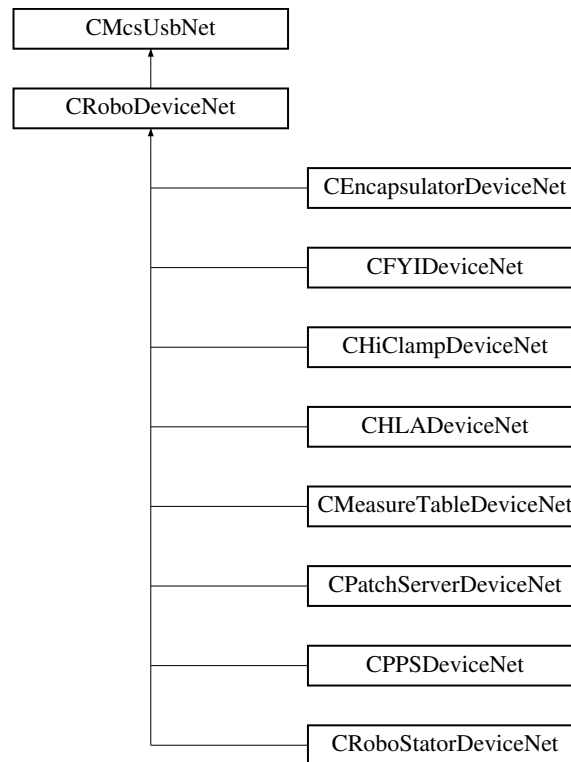 CMcsUsbNet
CRoboDeviceNet
CEncapsulatorDeviceNet
CFYIDeviceNet
CHiClampDeviceNet
CHLADeviceNet
CMeasureTableDeviceNet
CPatchServerDeviceNet
CPPSDeviceNet
CRoboStatorDeviceNet